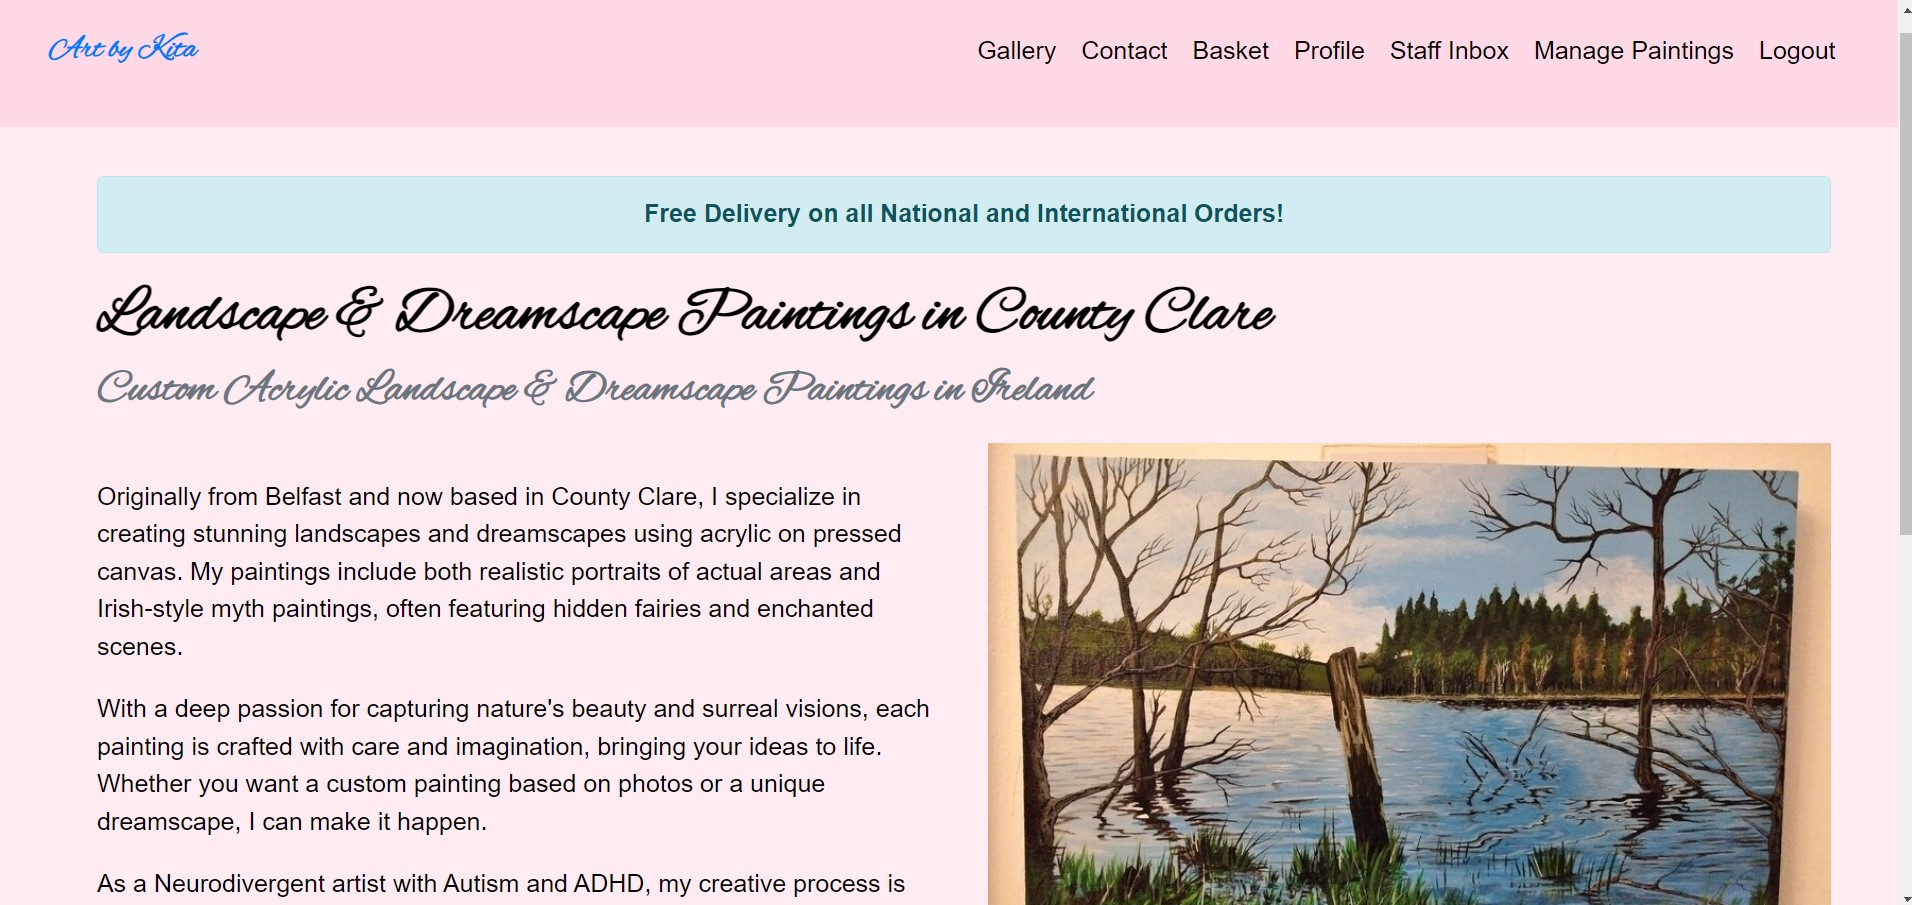 Art by Kita
Gallery Contact Basket Profile Staff Inbox Manage Paintings Logout
Free Delivery on all National and International Orders!
Landscape & Dreamscape Paintings in County Clare
Custom Acrylic Landscape & Dreamscape Paintings in Ireland
Originally from Belfast and now based in County Clare, I specialize in
creating stunning landscapes and dreamscapes using acrylic on pressed
canvas. My paintings include both realistic portraits of actual areas and
Irish-style myth paintings, often featuring hidden fairies and enchanted
scenes.
With a deep passion for capturing nature's beauty and surreal visions, each
painting is crafted with care and imagination, bringing your ideas to life.
Whether you want a custom painting based on photos or a unique
dreamscape, I can make it happen.
As a Neurodivergent artist with Autism and ADHD, my creative process is